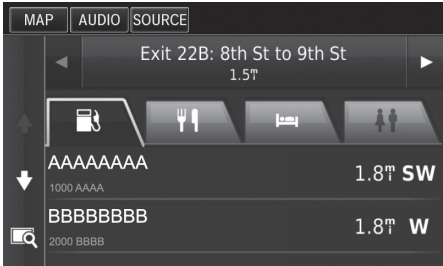 MAP AUDIO SOURCE
Exit 22B: 8th St to 9th St
1.5mi
AAAAAAAA
1000 AAAA
1.8mi SW
BBBBBBBB
2000 BBBB
1.8mi W